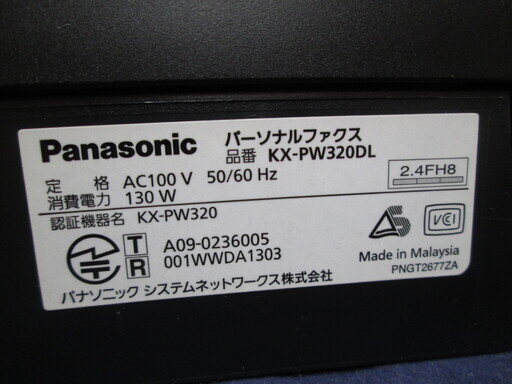 Panasonic パーソナルファクス
品番 KX-PW320DL
定 格 AC100 V 50/60 Hz
2.4FH8
消費電力 130 W
認証機器名 KX-PW320
T A09-0236005
R 001WWDA1303
VCI
Made in Malaysia
PNGT2677ZA
パナソニック システムネットワークス株式会社